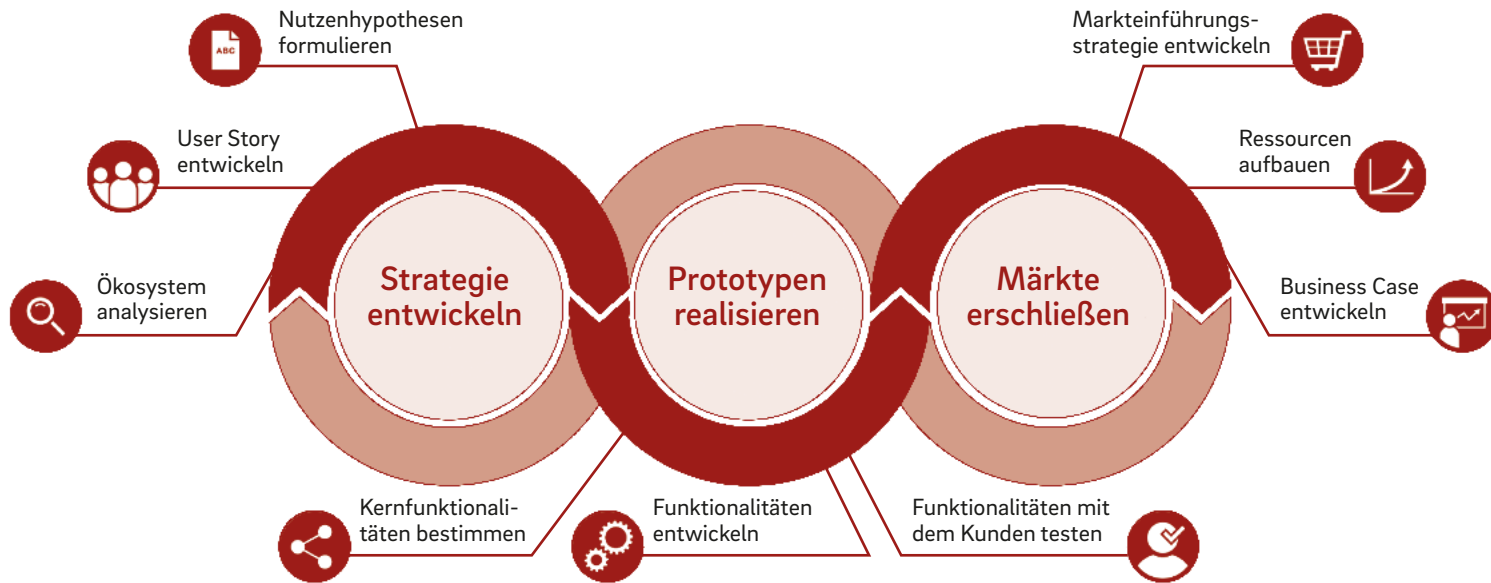 Nutzenhypothesen
formulieren
ABC
User Story
entwickeln
Ökosystem
analysieren
Strategie
entwickeln
Kernfunktionali-
täten bestimmen
Prototypen
realisieren
Funktionalitäten
entwickeln
Funktionalitäten mit
dem Kunden testen
Märkte
erschließen
Markteinführungs-
strategie entwickeln
Ressourcen
aufbauen
Business Case
entwickeln